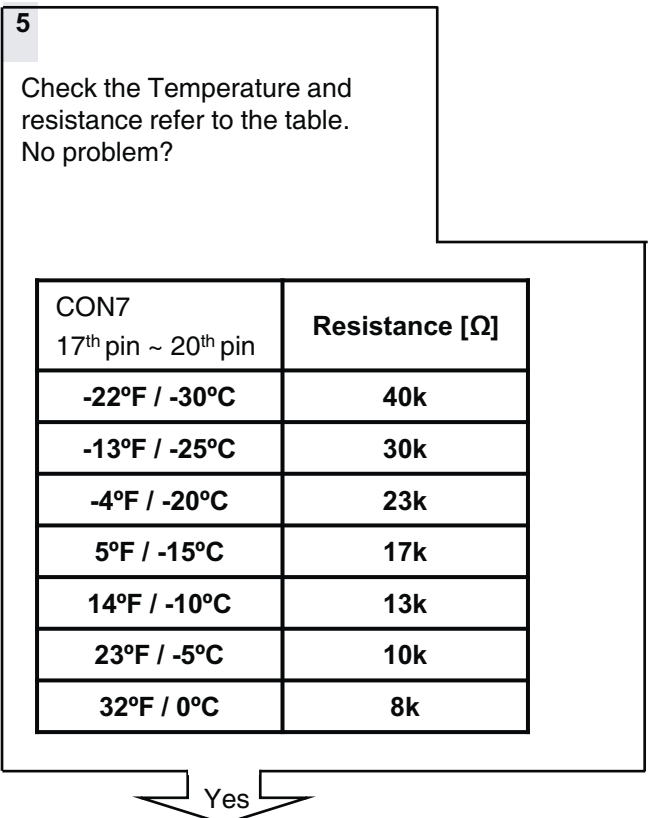 5
Check the Temperature and
resistance refer to the table.
No problem?
CON7
17th pin ~ 20th pin
Resistance [Ω]
-22ºF / -30ºC 40k
-13ºF / -25ºC 30k
-4ºF / -20ºC 23k
5ºF / -15ºC 17k
14ºF / -10ºC 13k
23ºF / -5ºC 10k
32ºF / 0ºC 8k
Yes